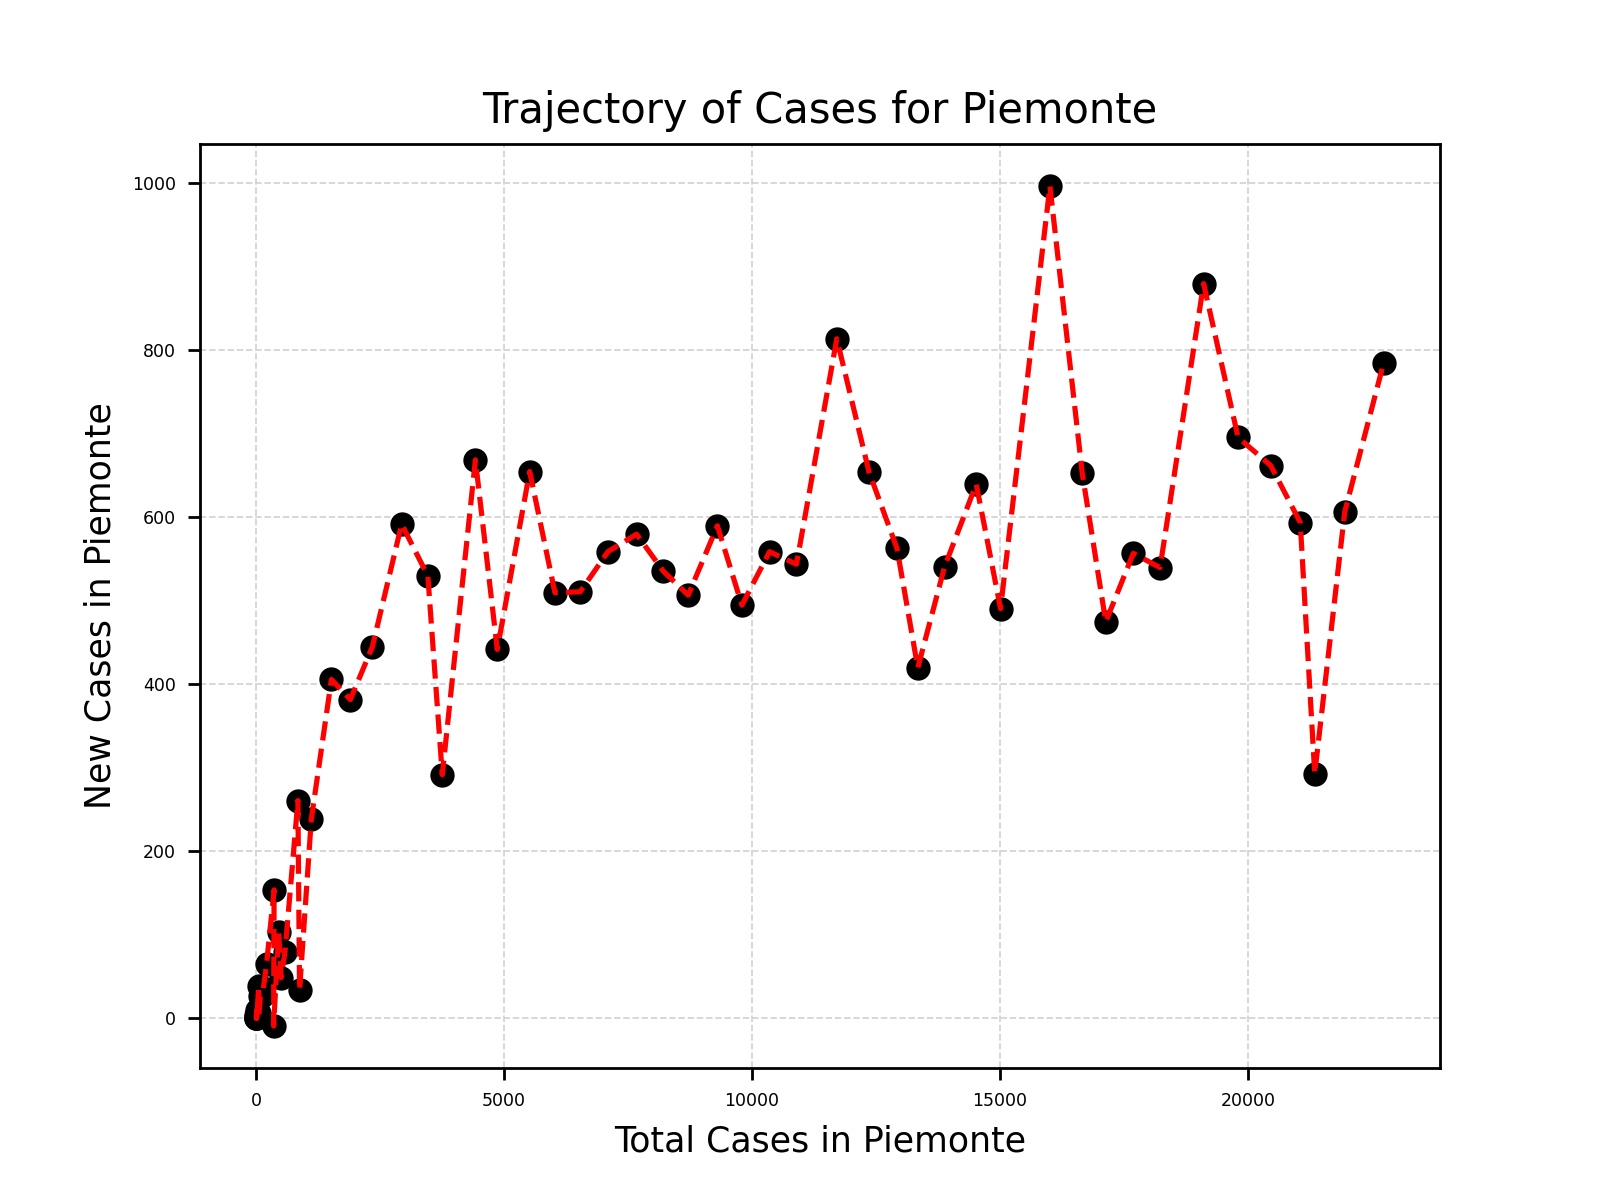 Trajectory of Cases for Piemonte
1000
800
600
400
200
0
New Cases in Piemonte
0 5000 10000 15000 20000
Total Cases in Piemonte